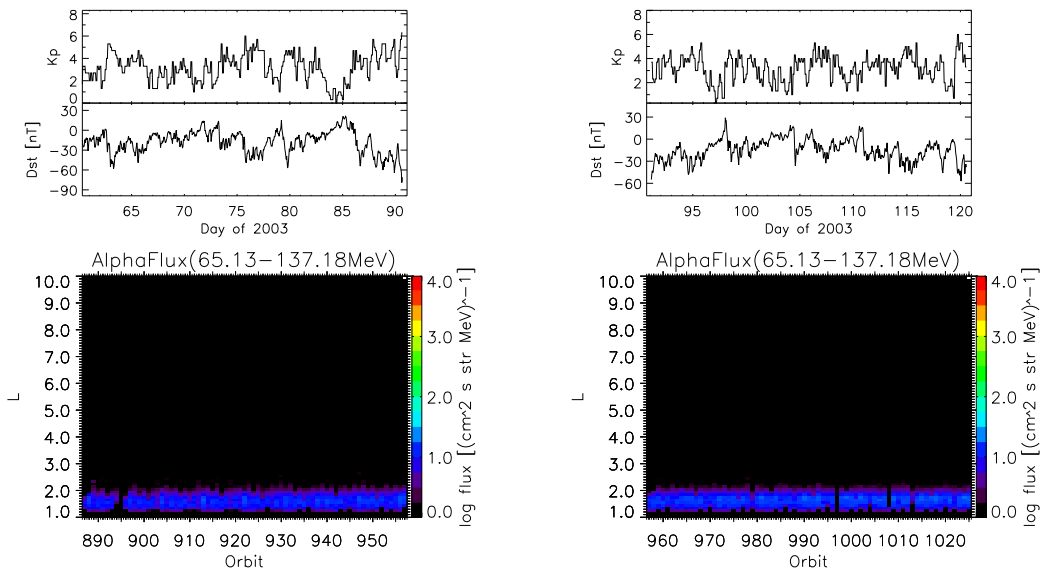 8
6
4
2
0
Kp
30
0
−30
−60
−90
Dst [nT]
65 70 75 80 85 90
Day of 2003
AlphaFlux(65.13−137.18MeV)
10.0
9.0
8.0
7.0
6.0
5.0
4.0
3.0
2.0
1.0
L
890 900 910 920 930 940 950
Orbit
4.0
3.0
2.0
1.0
0.0
log flux [(cm^2 s str MeV)^−1]
8
6
4
2
Kp
30
0
−30
−60
Dst [nT]
95 100 105 110 115 120
Day of 2003
AlphaFlux(65.13−137.18MeV)
10.0
9.0
8.0
7.0
6.0
5.0
4.0
3.0
2.0
1.0
L
960 970 980 990 1000 1010 1020
Orbit
4.0
3.0
2.0
1.0
0.0
log flux [(cm^2 s str MeV)^−1]